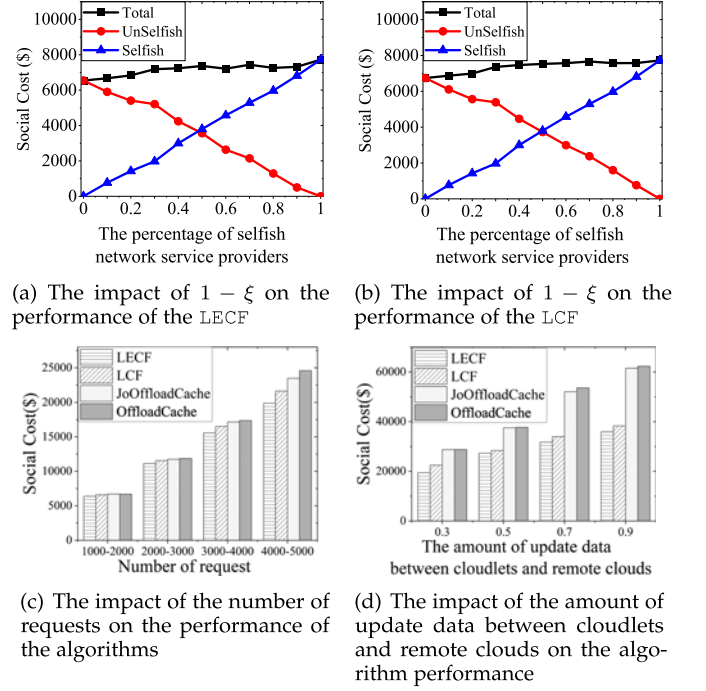 10000
8000
6000
4000
2000
0
Social Cost ($)
Total
UnSelfish
Selfish
0 0.2 0.4 0.6 0.8 1
The percentage of selfish
network service providers
(a) The impact of 1 − ξ on the
performance of the LECF
10000
8000
6000
4000
2000
0
Social Cost ($)
Total
UnSelfish
Selfish
0 0.2 0.4 0.6 0.8 1
The percentage of selfish
network service providers
(b) The impact of 1 − ξ on the
performance of the LCF
25000
20000
15000
10000
5000
0
Social Cost($)
LECF
LCF
JoOffloadCache
OffloadCache
1000-2000 2000-3000 3000-4000 4000-5000
Number of request
(c) The impact of the number of
requests on the performance of
the algorithms
60000
40000
20000
0
Social Cost($)
LECF
LCF
JOffloadCache
OffloadCache
0.3 0.5 0.7 0.9
The amount of update data
between cloudlets and remote clouds
(d) The impact of the amount of
update data between cloudlets
and remote clouds on the algo-
rithm performance